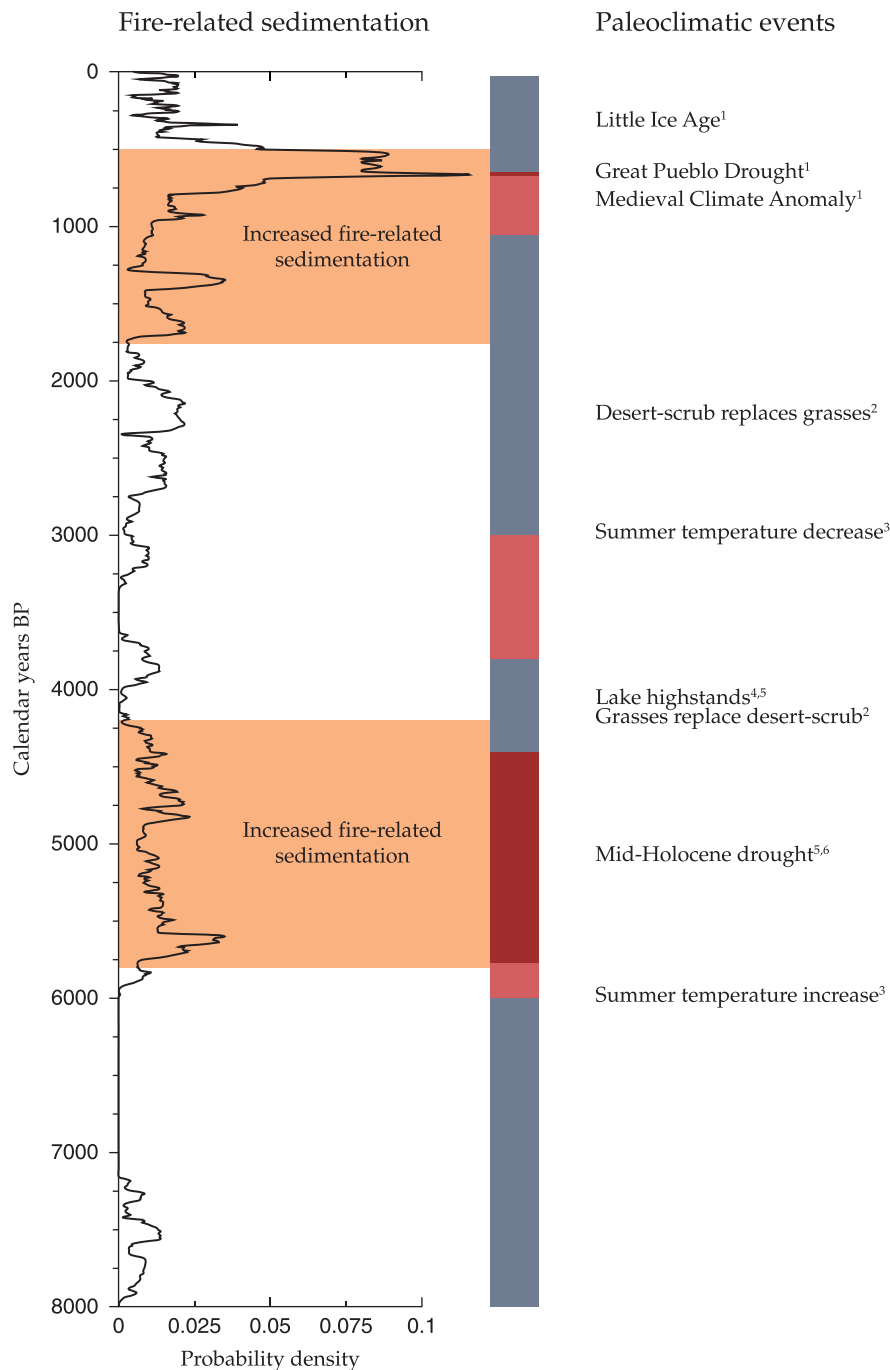 Fire-related sedimentation
Paleoclimatic events
0
Little Ice Age¹
Great Pueblo Drought¹
Medieval Climate Anomaly¹
1000
Increased fire-related
sedimentation
2000
Desert-scrub replaces grasses²
3000
Summer temperature decrease³
Calendar years BP
4000
Lake highstands⁴,⁵
Grasses replace desert-scrub²
5000
Increased fire-related
sedimentation
Mid-Holocene drought⁵,⁶
6000
Summer temperature increase³
7000
8000
0 0.025 0.05 0.075 0.1
Probability density